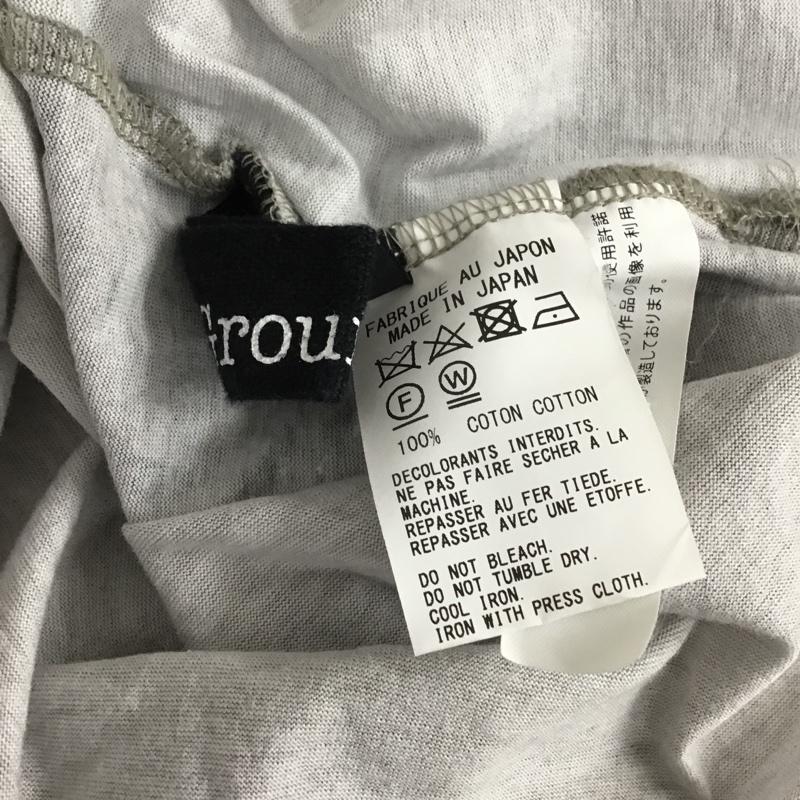 Grou
FABRIQUE AU JAPON
MADE IN JAPAN
F W
100% COTON COTTON
DECOLORANTS INTERDITS.
NE PAS FAIRE SECHER A LA
MACHINE.
REPASSER AU FER TIEDE.
REPASSER AVEC UNE ETOFFE.
DO NOT BLEACH.
DO NOT TUMBLE DRY.
COOL IRON.
IRON WITH PRESS CLOTH.
使用許諾
の作品の画像を利用
製造しております。